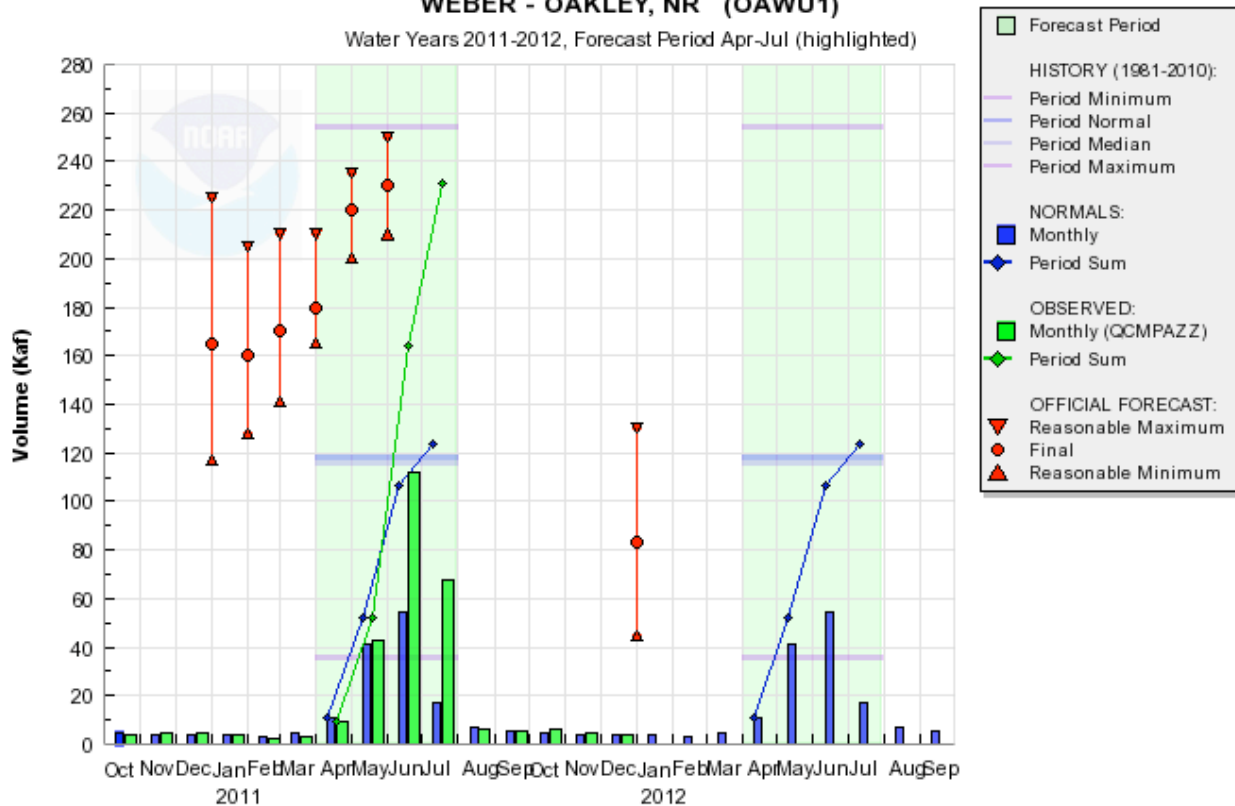 WEBER - OAKLEY, NR (OAWU1)
Water Years 2011-2012, Forecast Period Apr-Jul (highlighted)
280
260
240
220
200
180
160
140
120
100
80
60
40
20
0
Volume (Kaf)
NOAA
Oct Nov Dec Jan Feb Mar Apr May Jun Jul Aug Sep Oct Nov Dec Jan Feb Mar Apr May Jun Jul Aug Sep
2011 2012
Forecast Period
HISTORY (1981-2010):
Period Minimum
Period Normal
Period Median
Period Maximum
NORMALS:
Monthly
Period Sum
OBSERVED:
Monthly (QCMPAZZ)
Period Sum
OFFICIAL FORECAST:
Reasonable Maximum
Final
Reasonable Minimum